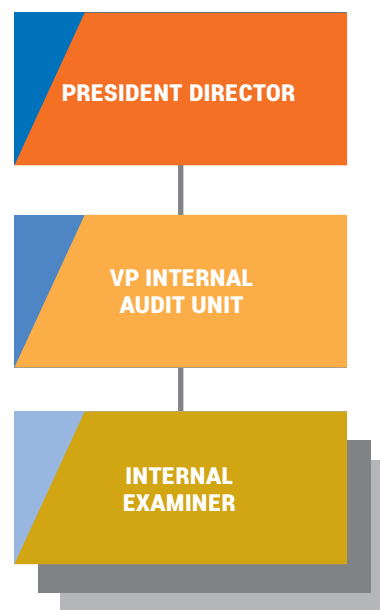 PRESIDENT DIRECTOR
VP INTERNAL
AUDIT UNIT
INTERNAL
EXAMINER